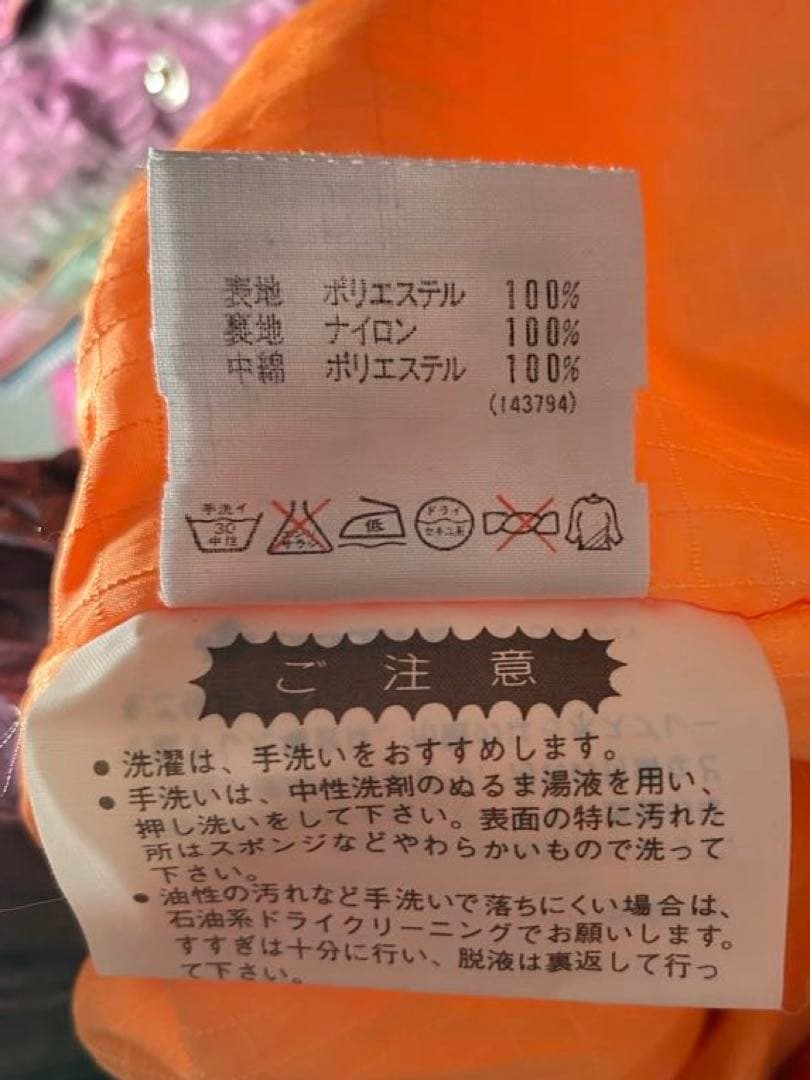 表地 ポリエステル 100%
裏地 ナイロン 100%
中綿 ポリエステル 100%
(143794)
手洗イ 30 中性 エンソサラシ 低 ドライ セキユ系
ご注意
● 洗濯は、手洗いをおすすめします。
● 手洗いは、中性洗剤のぬるま湯液を用い、
押し洗いをして下さい。表面の特に汚れた
所はスポンジなどやわらかいもので洗って
下さい。
● 油性の汚れなど手洗いで落ちにくい場合は、
石油系ドライクリーニングでお願いします。
すすぎは十分に行い、脱液は裏返して行っ
て下さい。